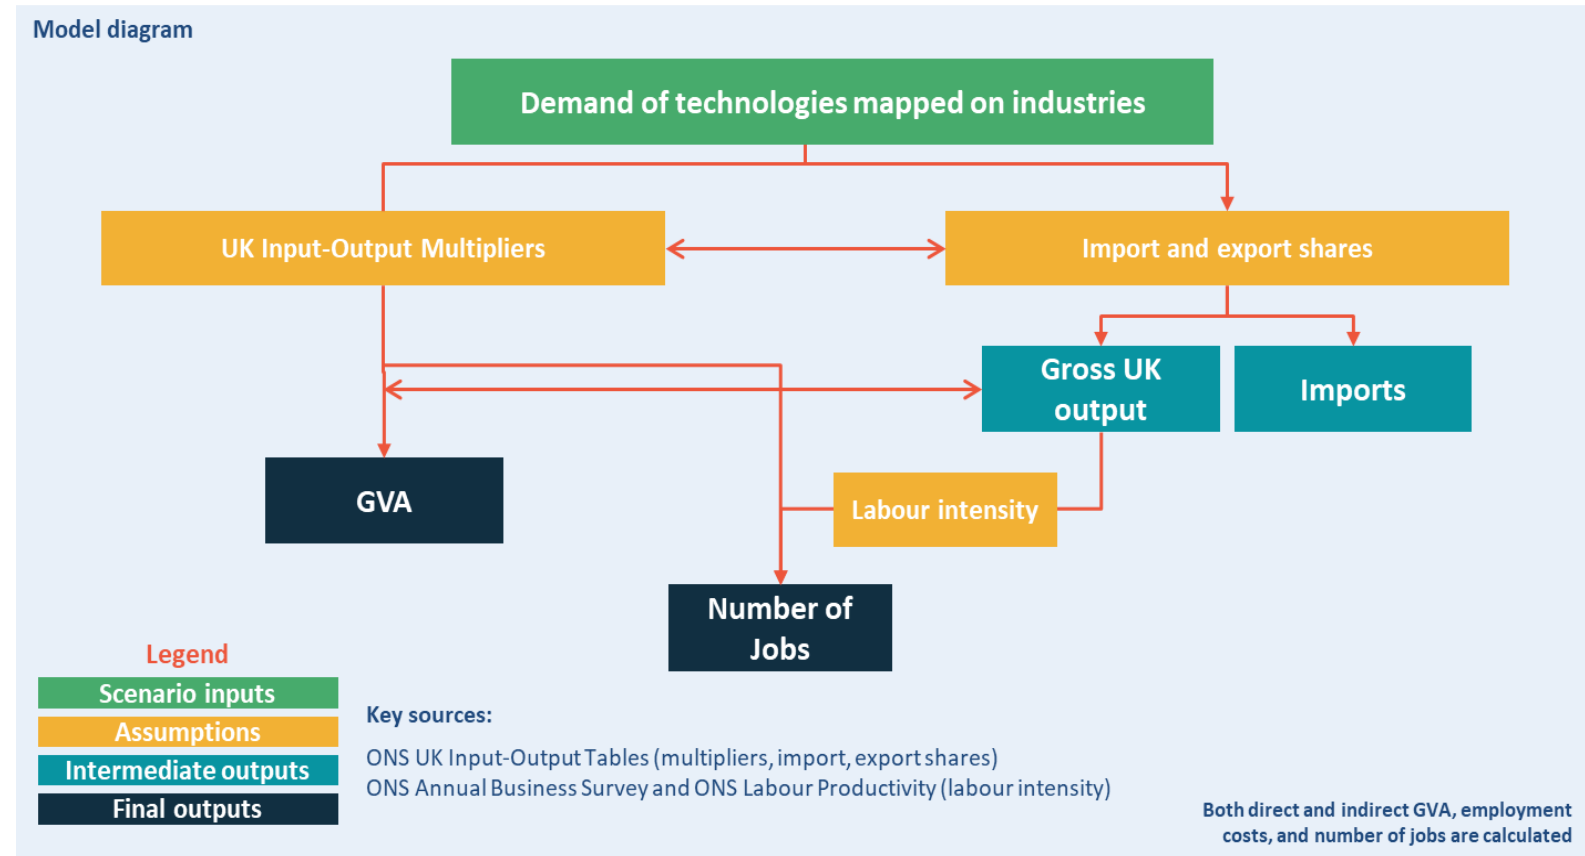 Model diagram
Demand of technologies mapped on industries
UK Input-Output Multipliers
Import and export shares
Gross UK
output
Imports
GVA
Labour intensity
Number of
Jobs
Legend
Scenario inputs
Assumptions
Intermediate outputs
Final outputs
Key sources:
ONS UK Input-Output Tables (multipliers, import, export shares)
ONS Annual Business Survey and ONS Labour Productivity (labour intensity)
Both direct and indirect GVA, employment
costs, and number of jobs are calculated